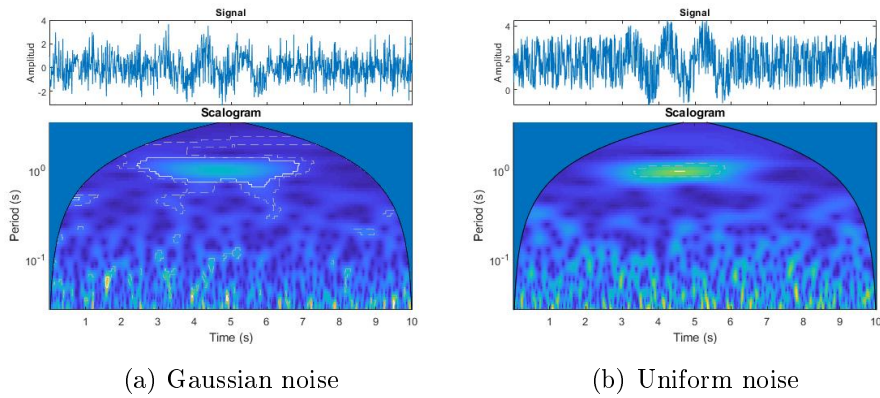 Signal
Amplitud
4
2
0
-2
Scalogram
Period (s)
10^0
10^-1
1 2 3 4 5 6 7 8 9 10
Time (s)
(a) Gaussian noise
Signal
Amplitud
4
2
0
Scalogram
Period (s)
10^0
10^-1
1 2 3 4 5 6 7 8 9 10
Time (s)
(b) Uniform noise